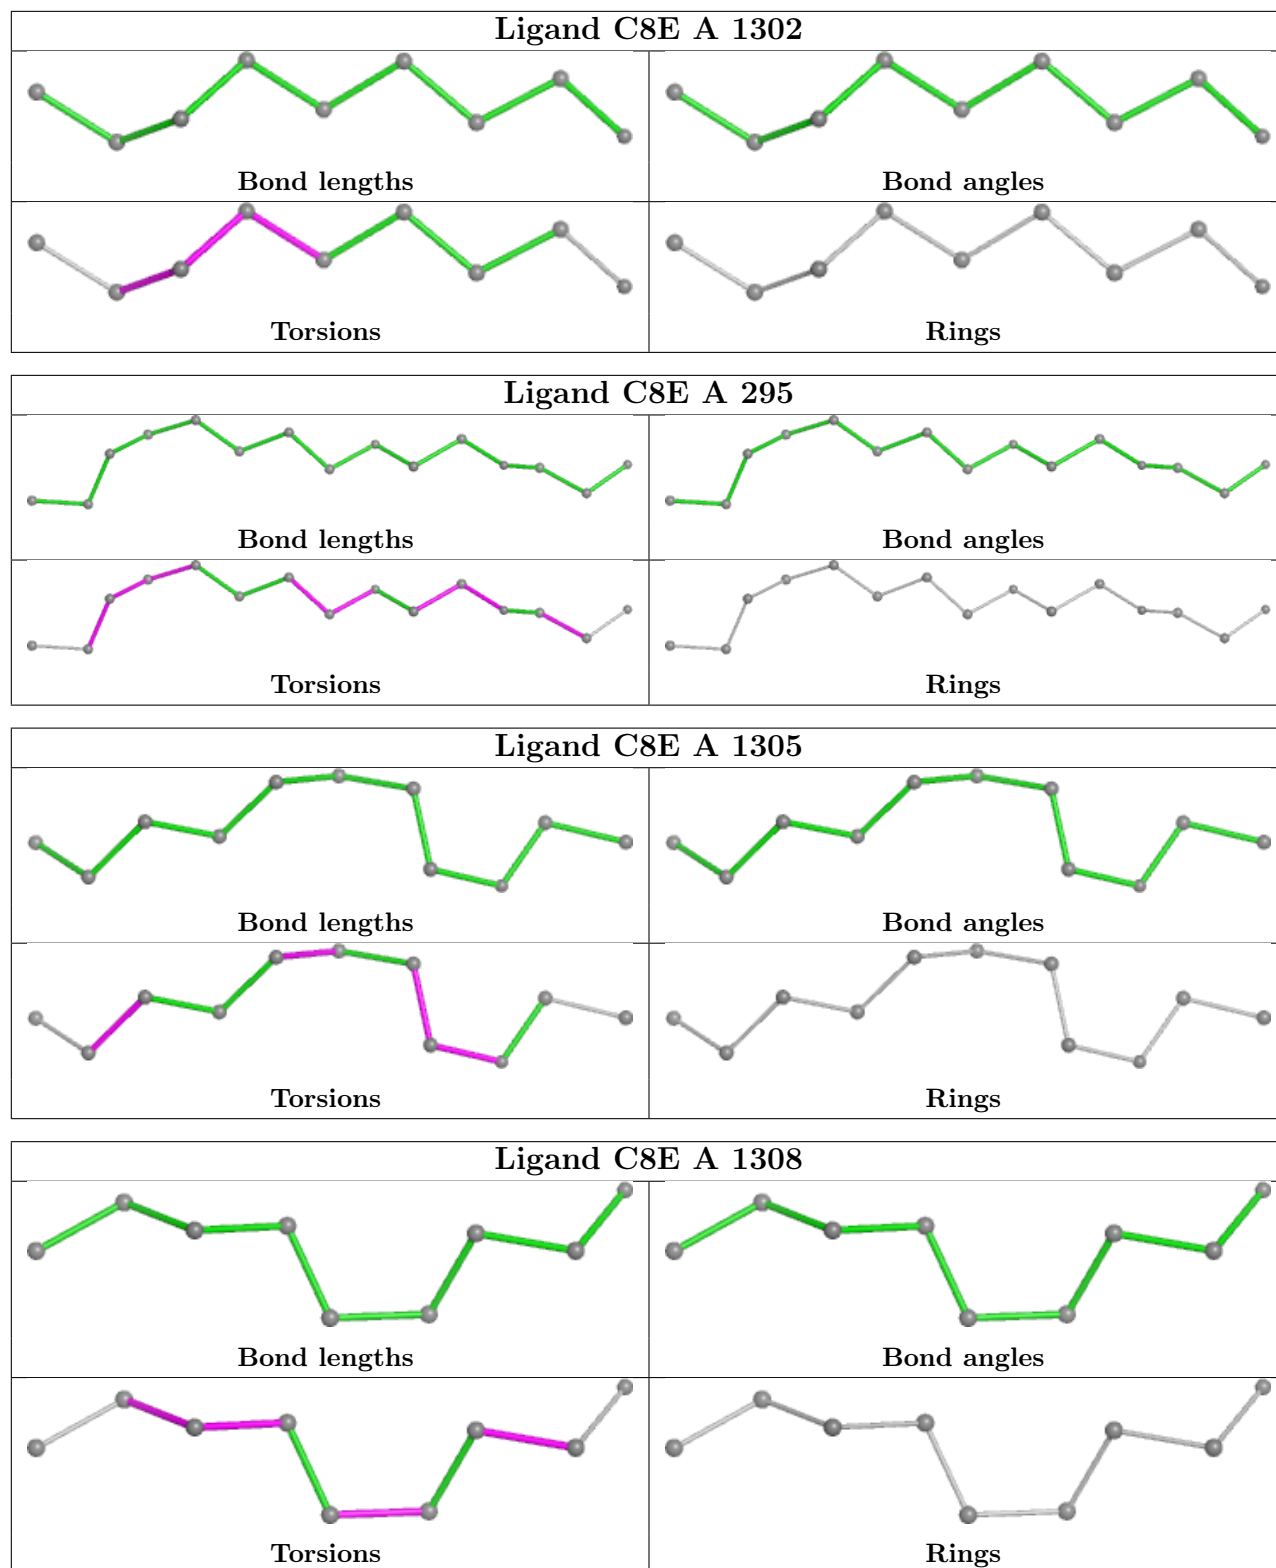 Ligand C8E A 1302
Bond lengths
Bond angles
Torsions
Rings
Ligand C8E A 295
Bond lengths
Bond angles
Torsions
Rings
Ligand C8E A 1305
Bond lengths
Bond angles
Torsions
Rings
Ligand C8E A 1308
Bond lengths
Bond angles
Torsions
Rings